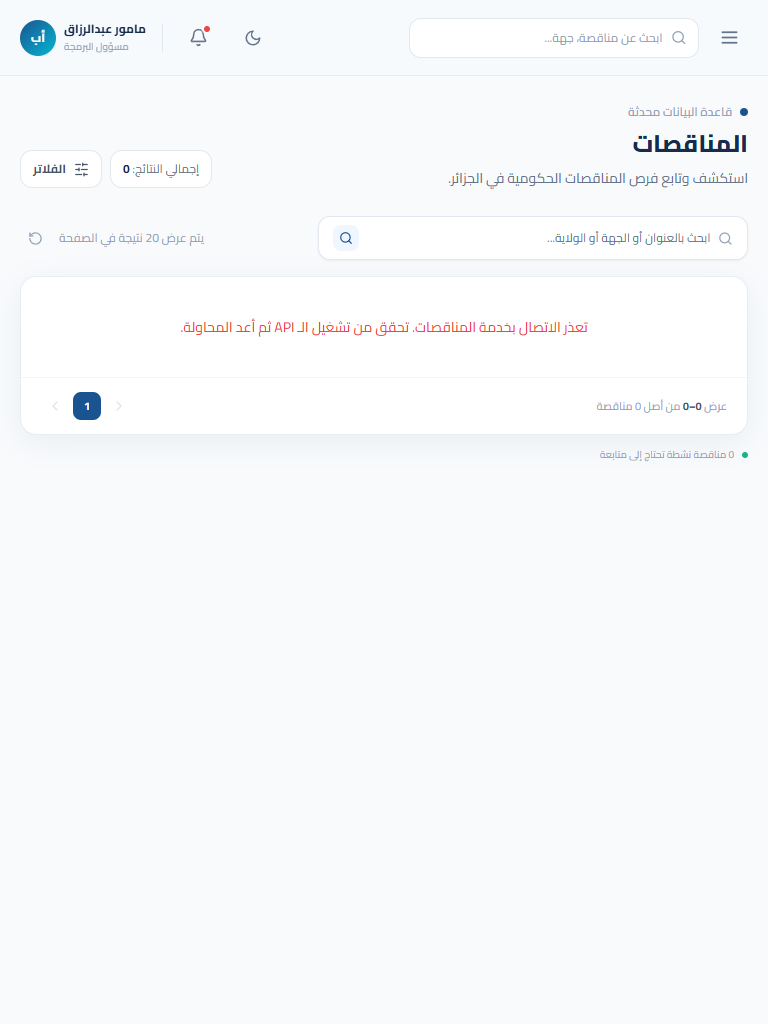 ابحث عن مناقصة، جهة...
مامور عبدالرزاق
مسؤول البرمجة
أب
قاعدة البيانات محدثة
المناقصات
استكشف وتابع فرص المناقصات الحكومية في الجزائر.
إجمالي النتائج: 0
الفلاتر
ابحث بالعنوان أو الجهة أو الولاية...
يتم عرض 20 نتيجة في الصفحة
تعذر الاتصال بخدمة المناقصات. تحقق من تشغيل الـ API ثم أعد المحاولة.
عرض 0–0 من أصل 0 مناقصة
1
0 مناقصة نشطة تحتاج إلى متابعة